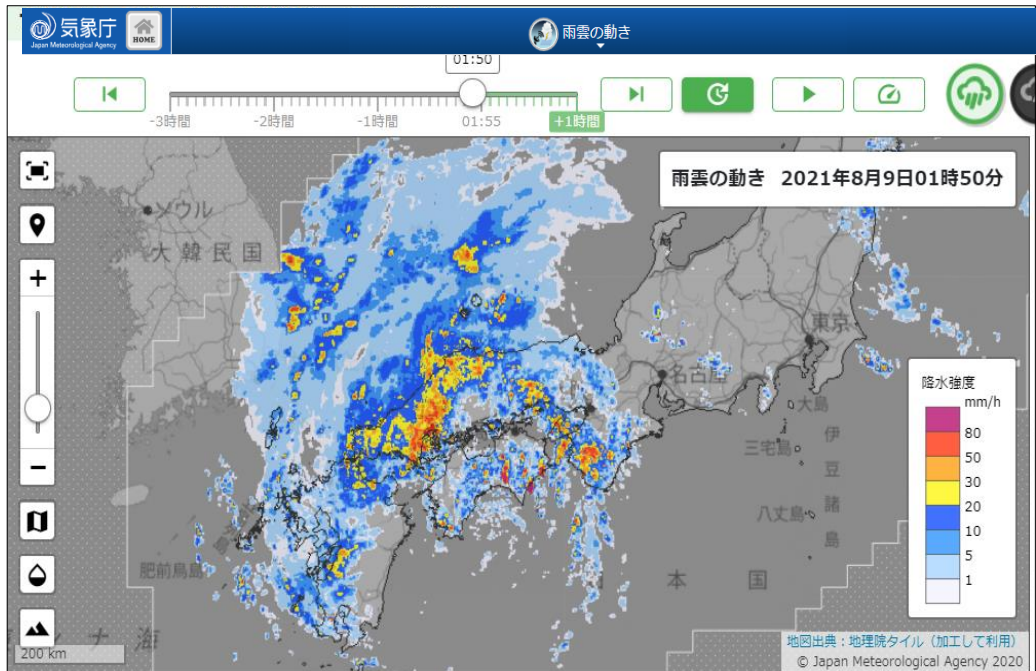 気象庁
Japan Meteorological Agency
HOME
雨雲の動き
01:50
-3時間
-2時間
-1時間
01:55
+1時間
雨雲の動き 2021年8月9日01時50分
ソウル
大韓民国
東京
名古屋
大島
三宅島
伊豆諸島
八丈島
肥前鳥島
本国
海
降水強度
mm/h
80
50
30
20
10
5
1
200 km
地図出典：地理院タイル（加工して利用）
© Japan Meteorological Agency 2020